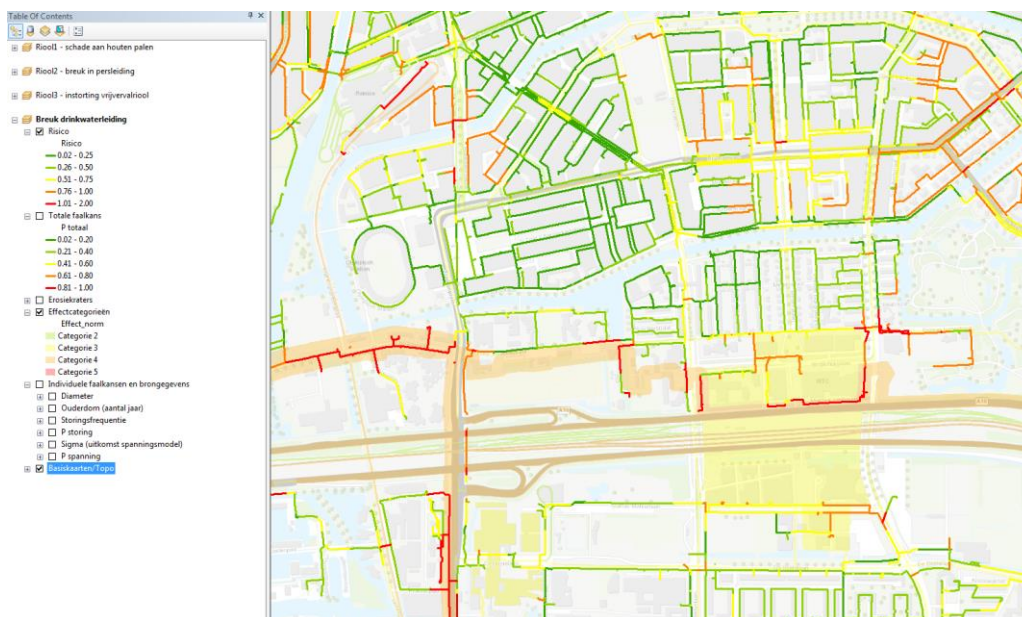 Table Of Contents
Riool1 - schade aan houten palen
Riool2 - breuk in persleiding
Riool3 - instorting vrijvervalriool
Breuk drinkwaterleiding
Risico
Risico
0.02 - 0.25
0.26 - 0.50
0.51 - 0.75
0.76 - 1.00
1.01 - 2.00
Totale faalkans
P totaal
0.02 - 0.20
0.21 - 0.40
0.41 - 0.60
0.61 - 0.80
0.81 - 1.00
Erosiekraters
Effectcategorieën
Effect_norm
Categorie 2
Categorie 3
Categorie 4
Categorie 5
Individuele faalkansen en brongegevens
Diameter
Ouderdom (aantal jaar)
Storingsfrequentie
P storing
Sigma (uitkomst spanningsmodel)
P spanning
Basiskaarten/Topo